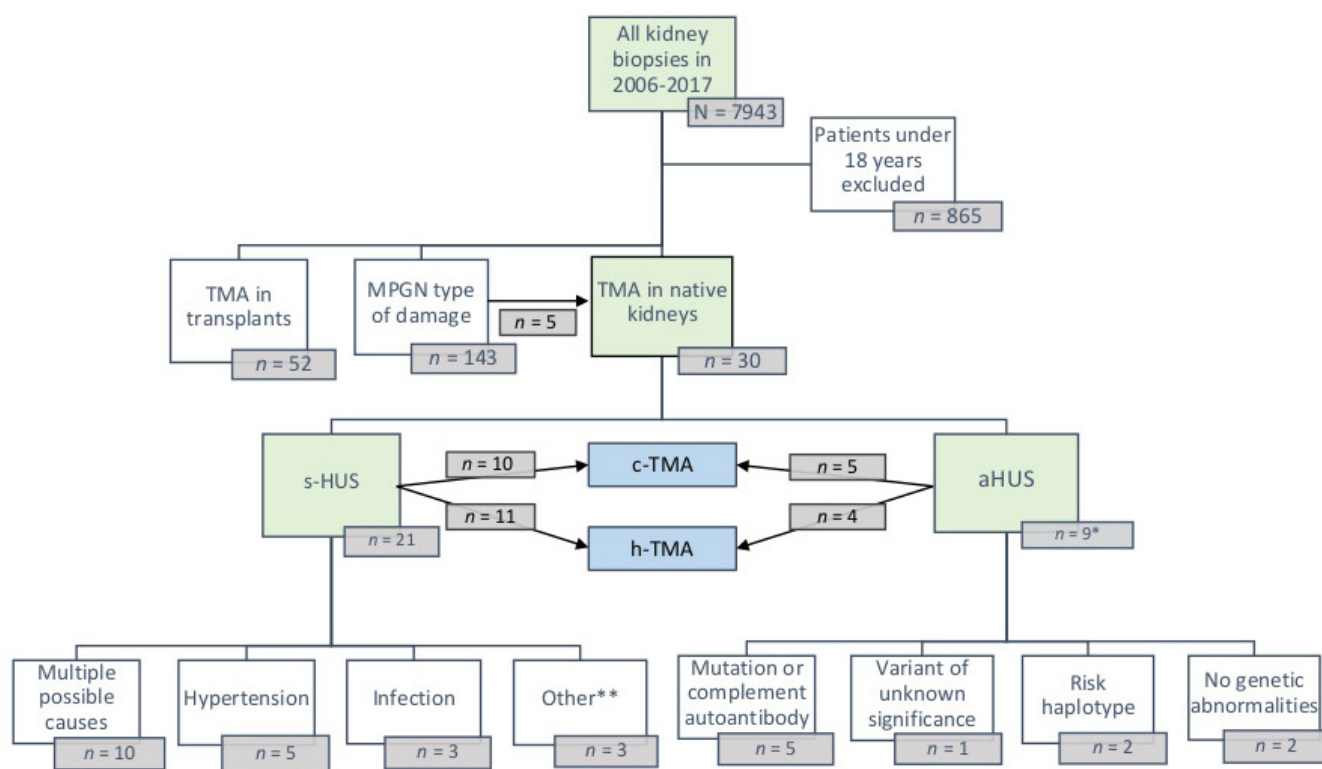 All kidney
biopsies in
2006-2017
N = 7943
Patients under
18 years
excluded
n = 865
TMA in
transplants
n = 52
MPGN type
of damage
n = 143
n = 5
TMA in native
kidneys
n = 30
s-HUS
n = 21
n = 10
n = 11
c-TMA
h-TMA
n = 5
n = 4
aHUS
n = 9*
Multiple
possible
causes
n = 10
Hypertension
n = 5
Infection
n = 3
Other**
n = 3
Mutation or
complement
autoantibody
n = 5
Variant of
unknown
significance
n = 1
Risk
haplotype
n = 2
No genetic
abnormalities
n = 2